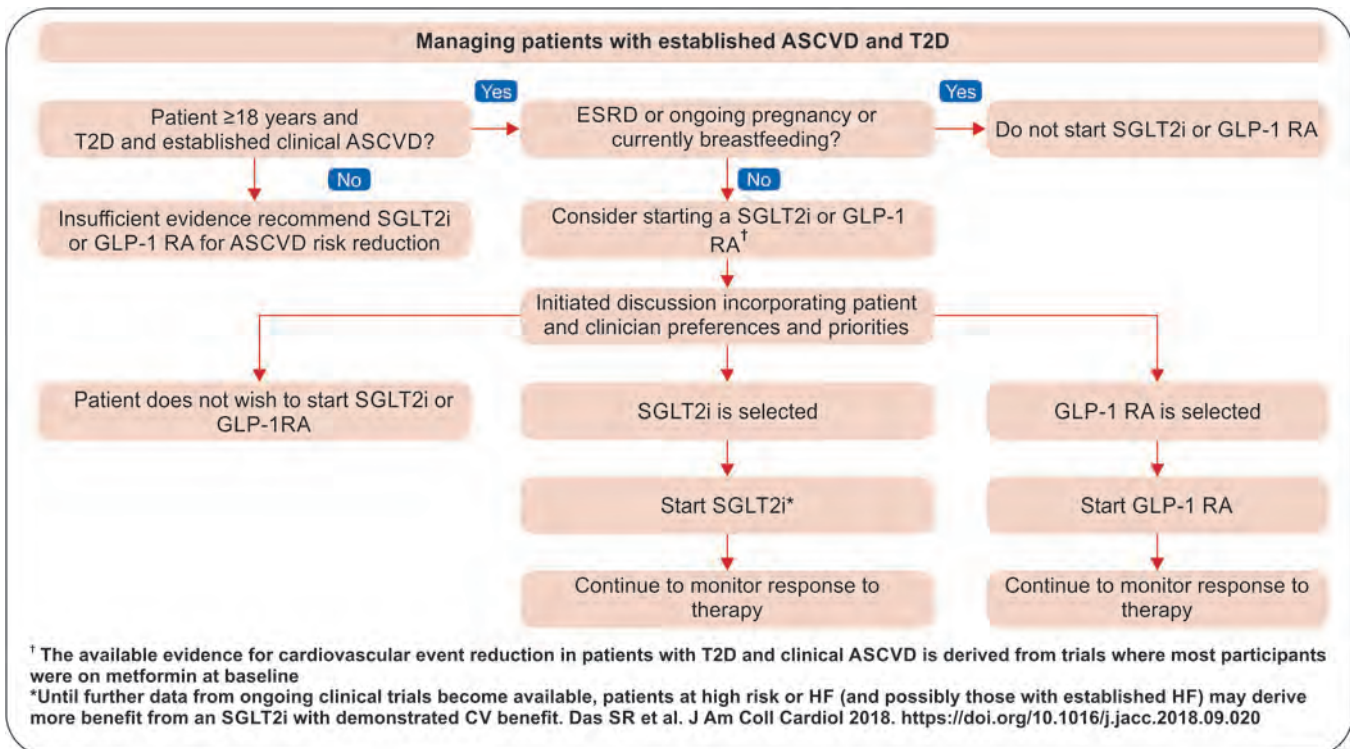 Managing patients with established ASCVD and T2D
Yes
Yes
Patient ≥18 years and
T2D and established clinical ASCVD?
ESRD or ongoing pregnancy or
currently breastfeeding?
Do not start SGLT2i or GLP-1 RA
No
No
Insufficient evidence recommend SGLT2i
or GLP-1 RA for ASCVD risk reduction
Consider starting a SGLT2i or GLP-1
RA†
Initiated discussion incorporating patient
and clinician preferences and priorities
Patient does not wish to start SGLT2i or
GLP-1RA
SGLT2i is selected
GLP-1 RA is selected
Start SGLT2i*
Start GLP-1 RA
Continue to monitor response to
therapy
Continue to monitor response to
therapy
† The available evidence for cardiovascular event reduction in patients with T2D and clinical ASCVD is derived from trials where most participants
were on metformin at baseline
*Until further data from ongoing clinical trials become available, patients at high risk or HF (and possibly those with established HF) may derive
more benefit from an SGLT2i with demonstrated CV benefit. Das SR et al. J Am Coll Cardiol 2018. https://doi.org/10.1016/j.jacc.2018.09.020